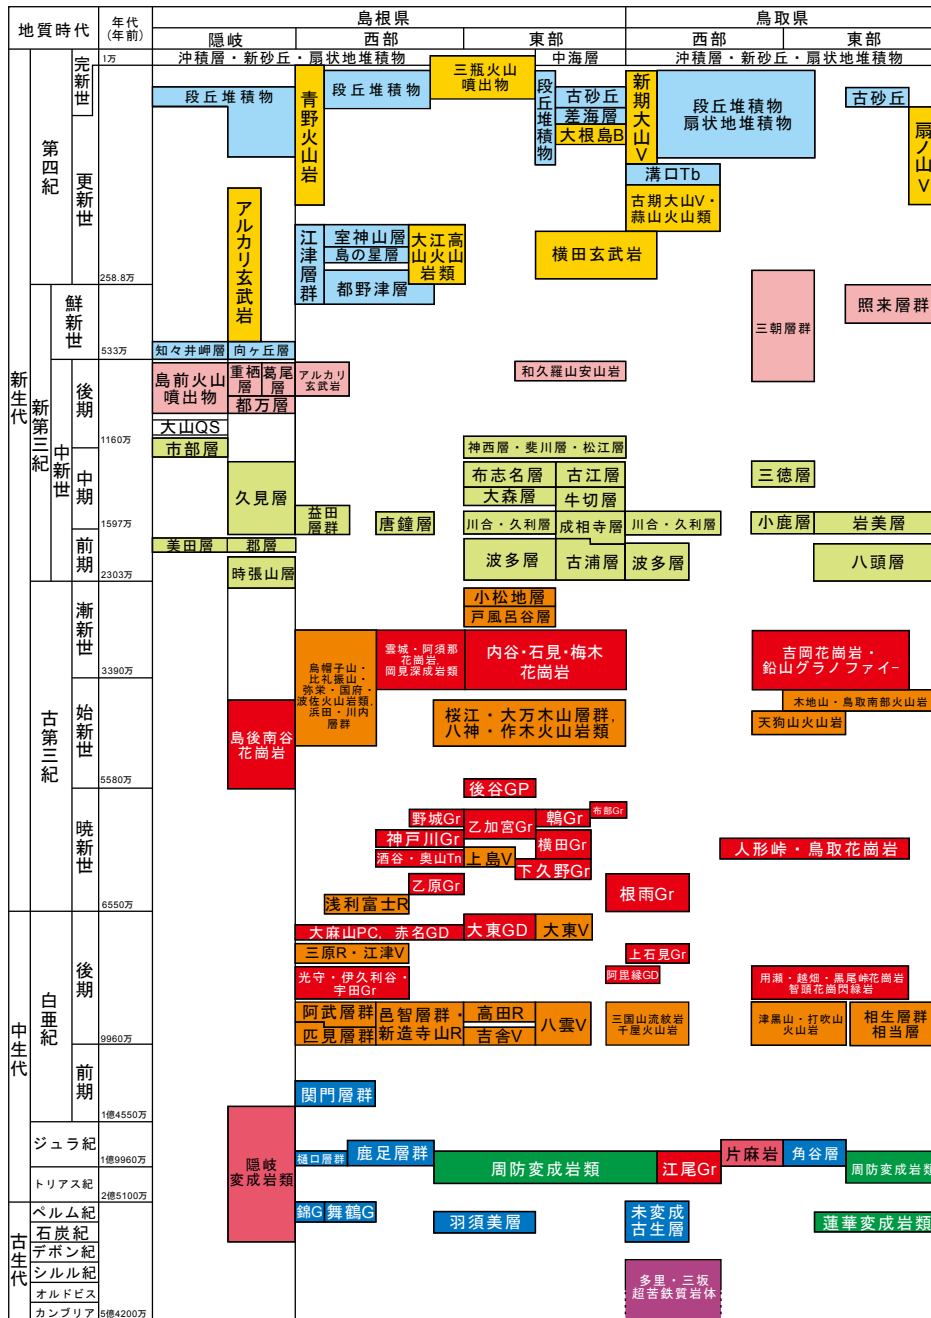 地質時代
年代
(年前)
島根県
鳥取県
隠岐
西部
東部
西部
東部
新生代
第四紀
完新世
更新世
新第三紀
鮮新世
中新世
後期
中期
前期
古第三紀
漸新世
始新世
暁新世
中生代
白亜紀
後期
前期
ジュラ紀
トリアス紀
古生代
ペルム紀
石炭紀
デボン紀
シルル紀
オルドビス
カンブリア
1万
258.8万
533万
1160万
1597万
2303万
3390万
5580万
6550万
9960万
1億4550万
1億9960万
2億5100万
5億4200万
沖積層・新砂丘・扇状地堆積物
中海層
沖積層・新砂丘・扇状地堆積物
段丘堆積物
青野火山岩
段丘堆積物
三瓶火山
噴出物
段丘堆積物
古砂丘
差海層
大根島B
新期大山V
段丘堆積物
扇状地堆積物
古砂丘
扇ノ山V
溝口Tb
古期大山V・
蒜山火山類
アルカリ玄武岩
江津層群
室神山層
島の星層
都野津層
大江高
山火山
岩類
横田玄武岩
三朝層群
照来層群
知々井岬層
向ヶ丘層
島前火山
噴出物
重栖
層
葛尾
層
都万層
アルカリ
玄武岩
和久羅山安山岩
大山QS
市部層
神西層・斐川層・松江層
久見層
布志名層
古江層
三徳層
大森層
牛切層
益田
層群
唐鐘層
川合・久利層
成相寺層
川合・久利層
小鹿層
岩美層
美田層
郡層
時張山層
波多層
古浦層
波多層
八頭層
小松地層
戸風呂谷層
烏帽子山・
比礼振山・
弥栄・国府・
波佐火山岩類,
浜田・川内
層群
雲城・阿須那
花崗岩,
岡見深成岩類
内谷・石見・梅木
花崗岩
吉岡花崗岩・
鉛山グラノファイ-
木地山・鳥取南部火山岩
天狗山火山岩
島後南谷
花崗岩
桜江・大万木山層群,
八神・作木火山岩類
後谷GP
野城Gr
乙加宮Gr
鵯Gr
布部Gr
神戸川Gr
横田Gr
人形峠・鳥取花崗岩
酒谷・奥山Tn
上島V
下久野Gr
乙原Gr
根雨Gr
浅利富士R
大麻山PC, 赤名GD
大東GD
大東V
三原R・江津V
上石見Gr
光守・伊久利谷・
宇田Gr
阿毘縁GD
用瀬・越畑・黒尾峠花崗岩
智頭花崗閃緑岩
阿武層群
匹見層群
邑智層群・
新造寺山R
高田R
吉舎V
八雲V
三国山流紋岩
千屋火山岩
津黒山・打吹山
火山岩
相生層群
相当層
関門層群
隠岐
変成岩類
樋口層群
鹿足層群
周防変成岩類
江尾Gr
片麻岩
角谷層
周防変成岩類
錦G
舞鶴G
羽須美層
未変成
古生層
蓮華変成岩類
多里・三坂
超苦鉄質岩体